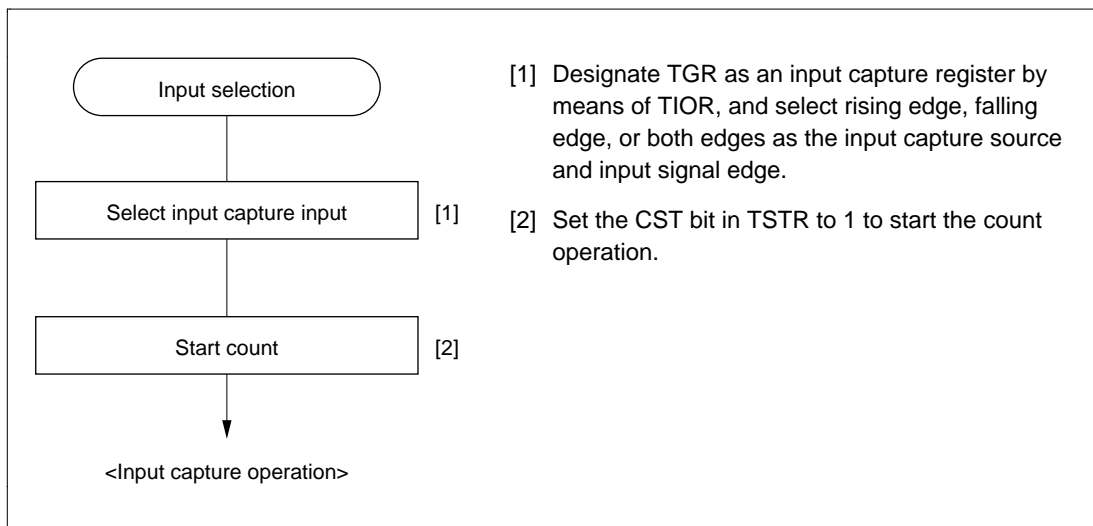 Input selection
Select input capture input [1]
Start count [2]
<Input capture operation>
[1] Designate TGR as an input capture register by
means of TIOR, and select rising edge, falling
edge, or both edges as the input capture source
and input signal edge.
[2] Set the CST bit in TSTR to 1 to start the count
operation.